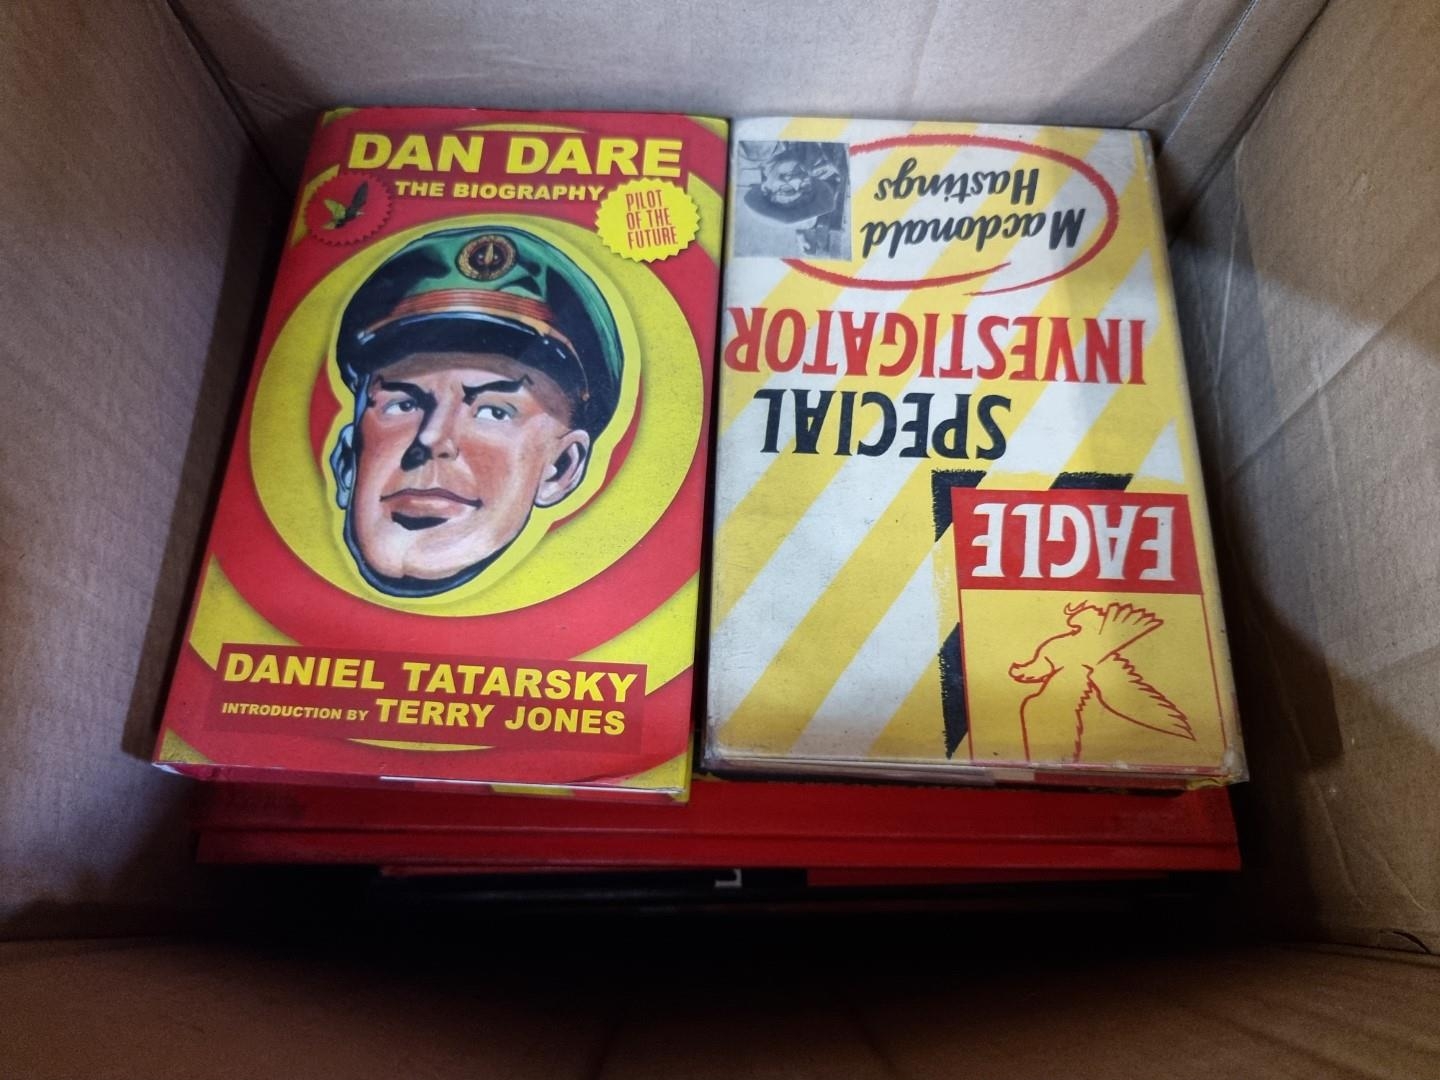 DAN DARE
THE BIOGRAPHY
PILOT
OF THE
FUTURE
DANIEL TATARSKY
INTRODUCTION BY TERRY JONES
EAGLE
SPECIAL
INVESTIGATOR
Macdonald
Hastings